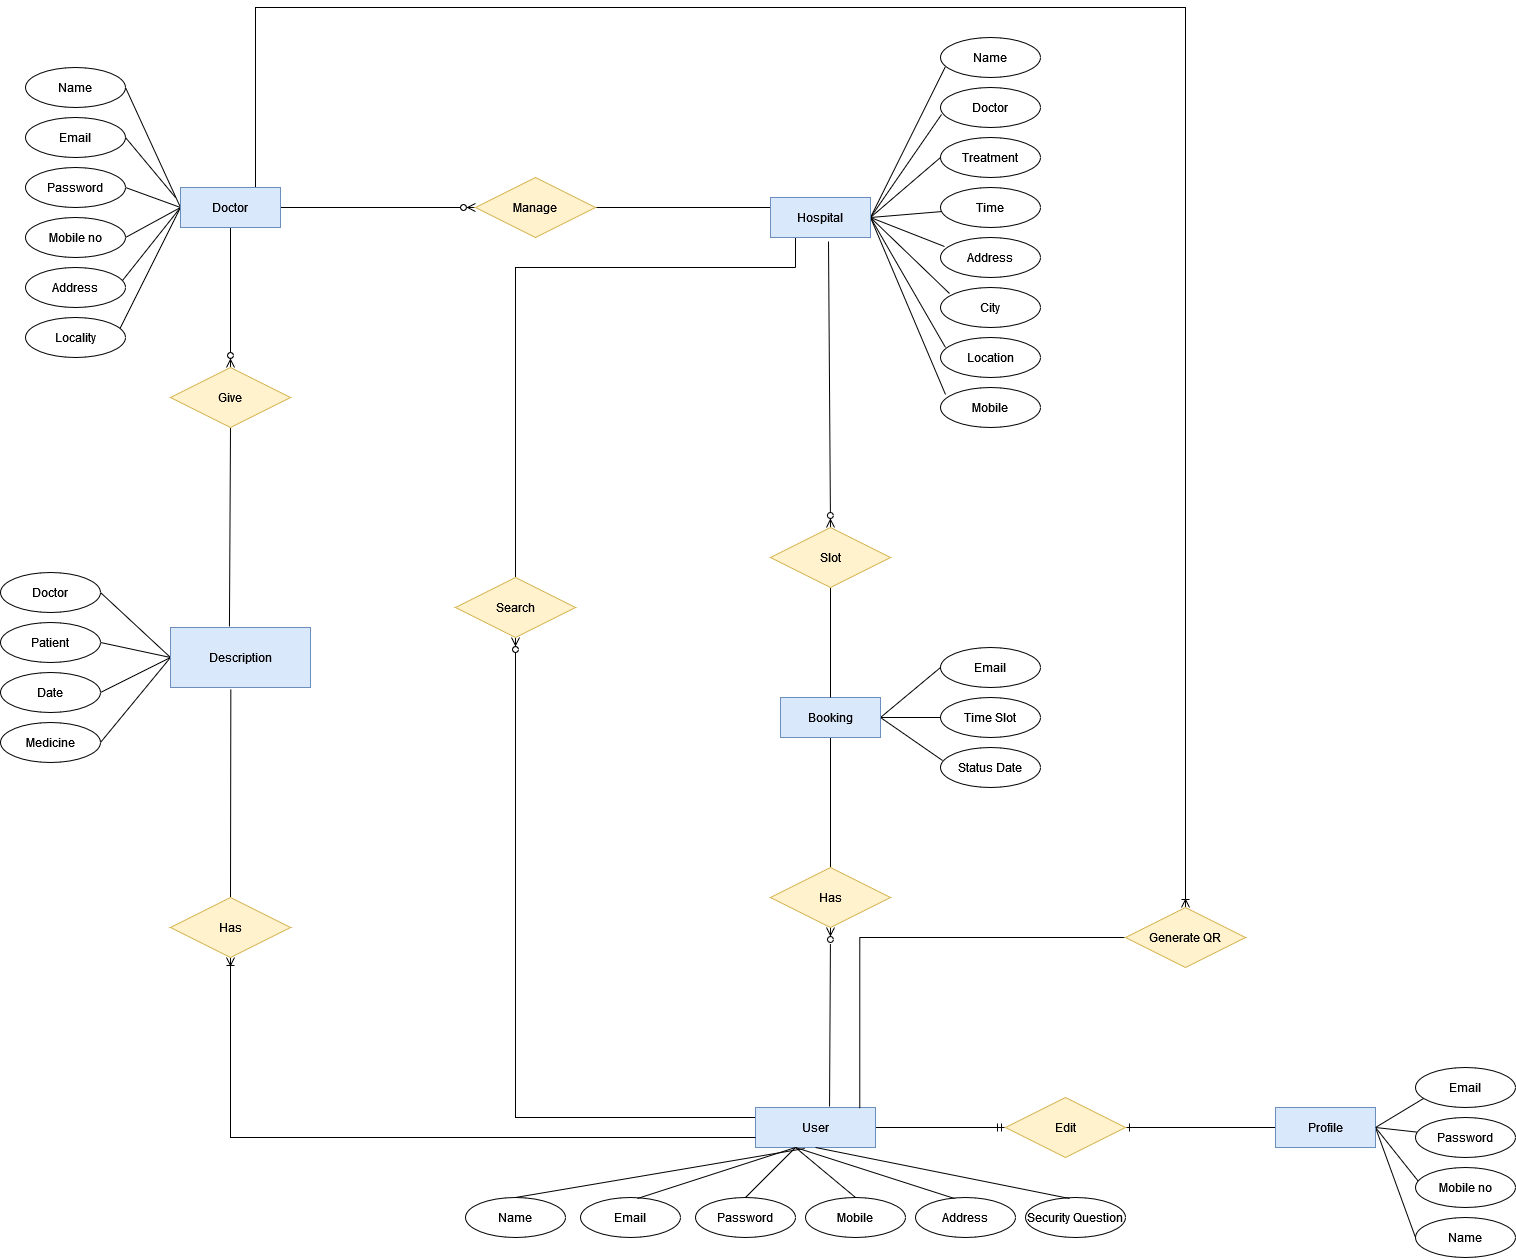 Name
Email
Password
Mobile no
Address
Locality
Doctor
Manage
Hospital
Name
Doctor
Treatment
Time
Address
City
Location
Mobile
Give
Slot
Search
Doctor
Patient
Date
Medicine
Description
Booking
Email
Time Slot
Status Date
Has
Has
Generate QR
User
Edit
Profile
Email
Password
Mobile no
Name
Name
Email
Password
Mobile
Address
Security Question